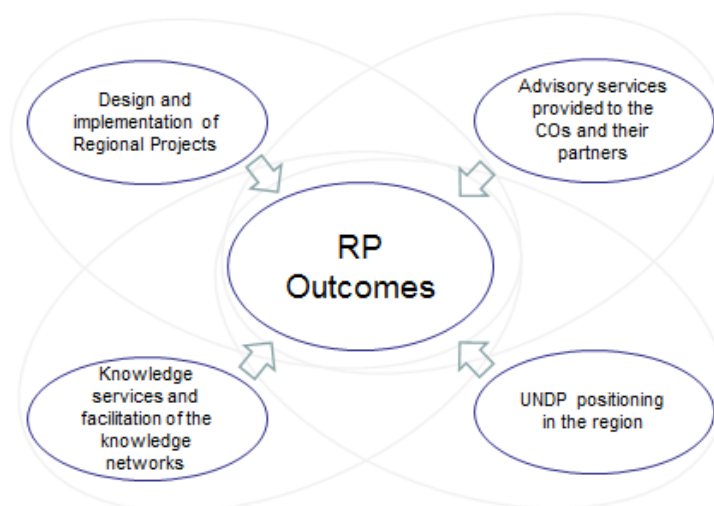 Design and
implementation of
Regional Projects
Advisory services
provided to the
COs and their
partners
RP
Outcomes
Knowledge
services and
facilitation of the
knowledge
networks
UNDP positioning
in the region